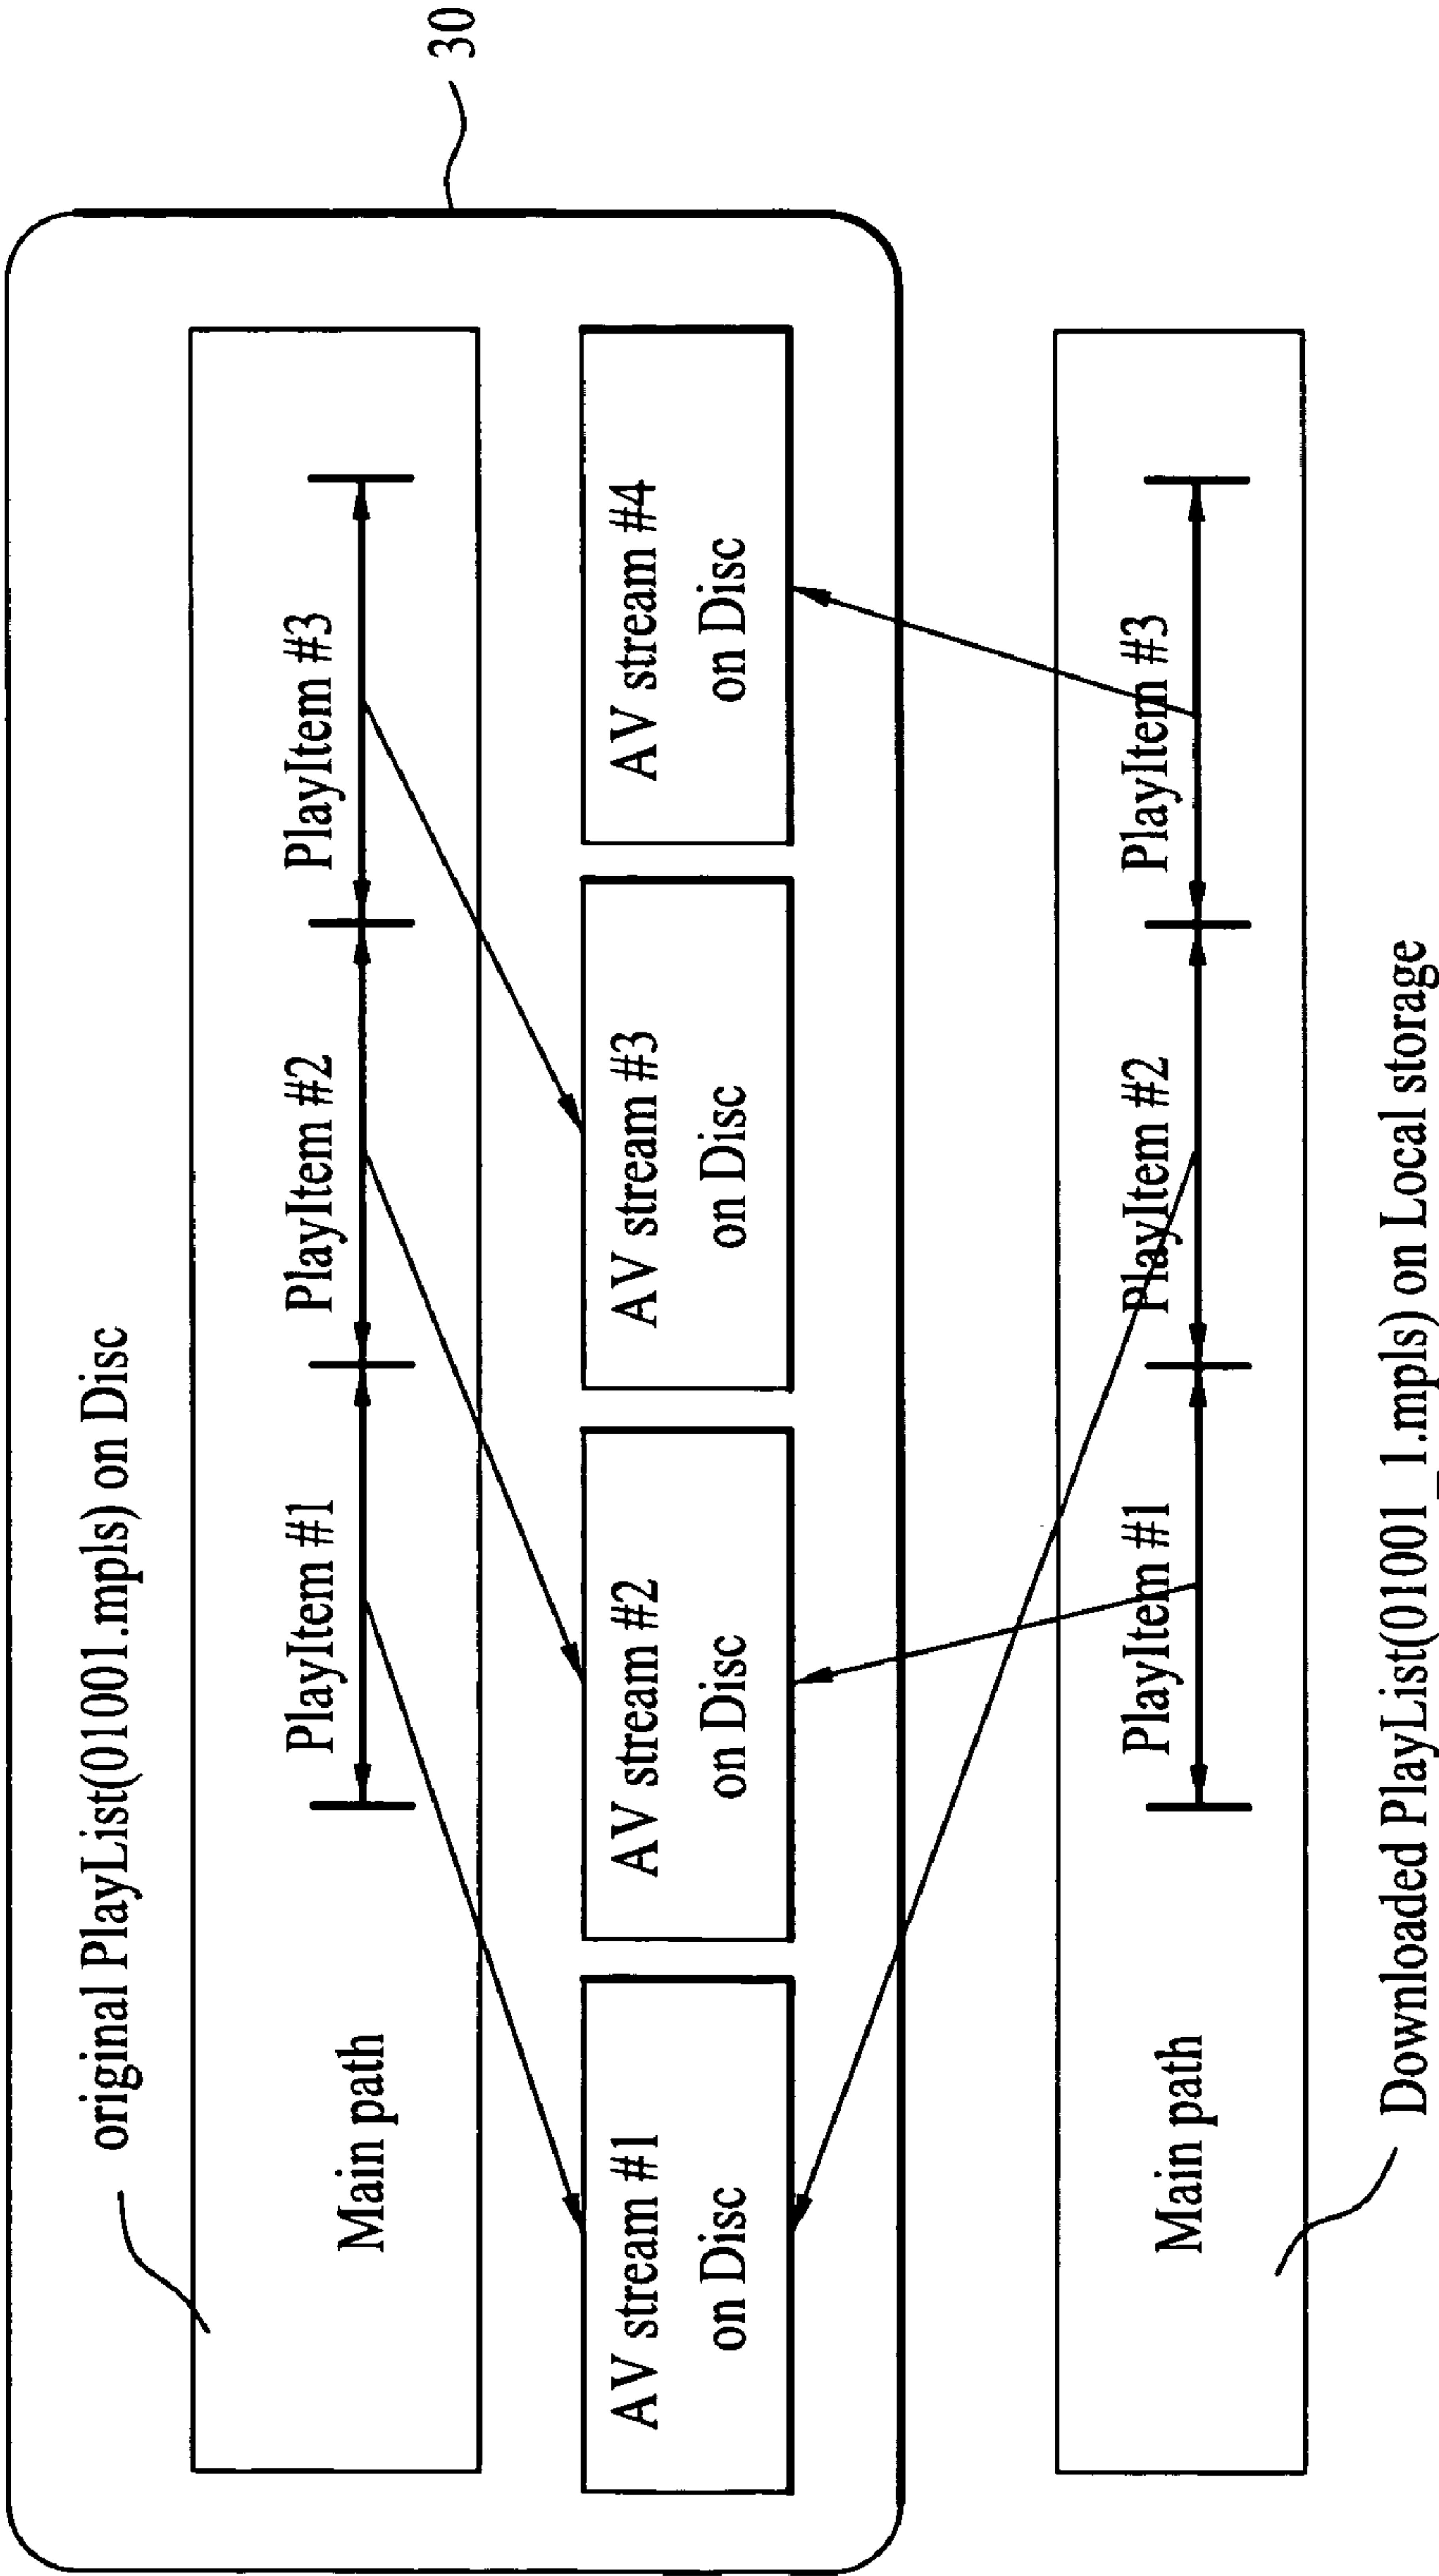 original PlayList(01001.mpls) on Disc
30
Main path
PlayItem #1
PlayItem #2
PlayItem #3
AV stream #1
on Disc
AV stream #2
on Disc
AV stream #3
on Disc
AV stream #4
on Disc
Main path
PlayItem #1
PlayItem #2
PlayItem #3
Downloaded PlayList(01001_1.mpls) on Local storage